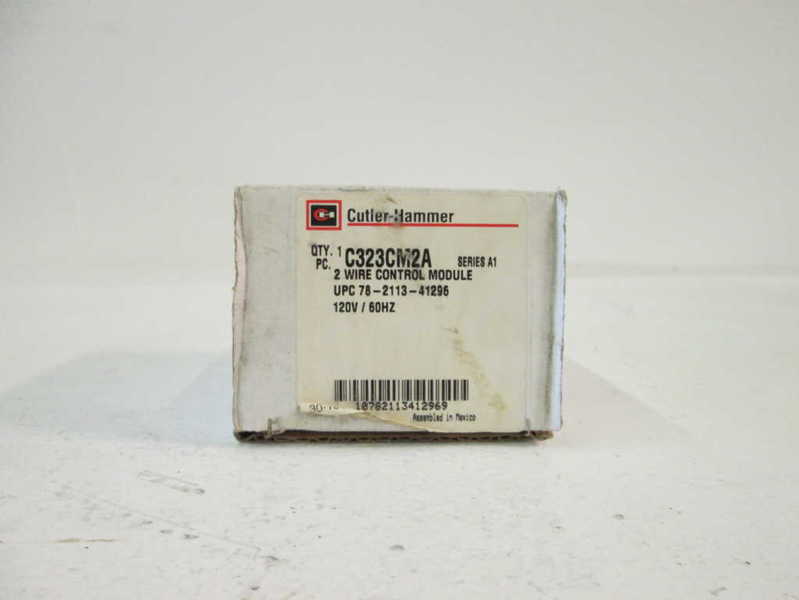 Cutler-Hammer
QTY. 1
PC. C323CM2A SERIES A1
2 WIRE CONTROL MODULE
UPC 78-2113-41296
120V / 60HZ
10782113412969
Assembled in Mexico